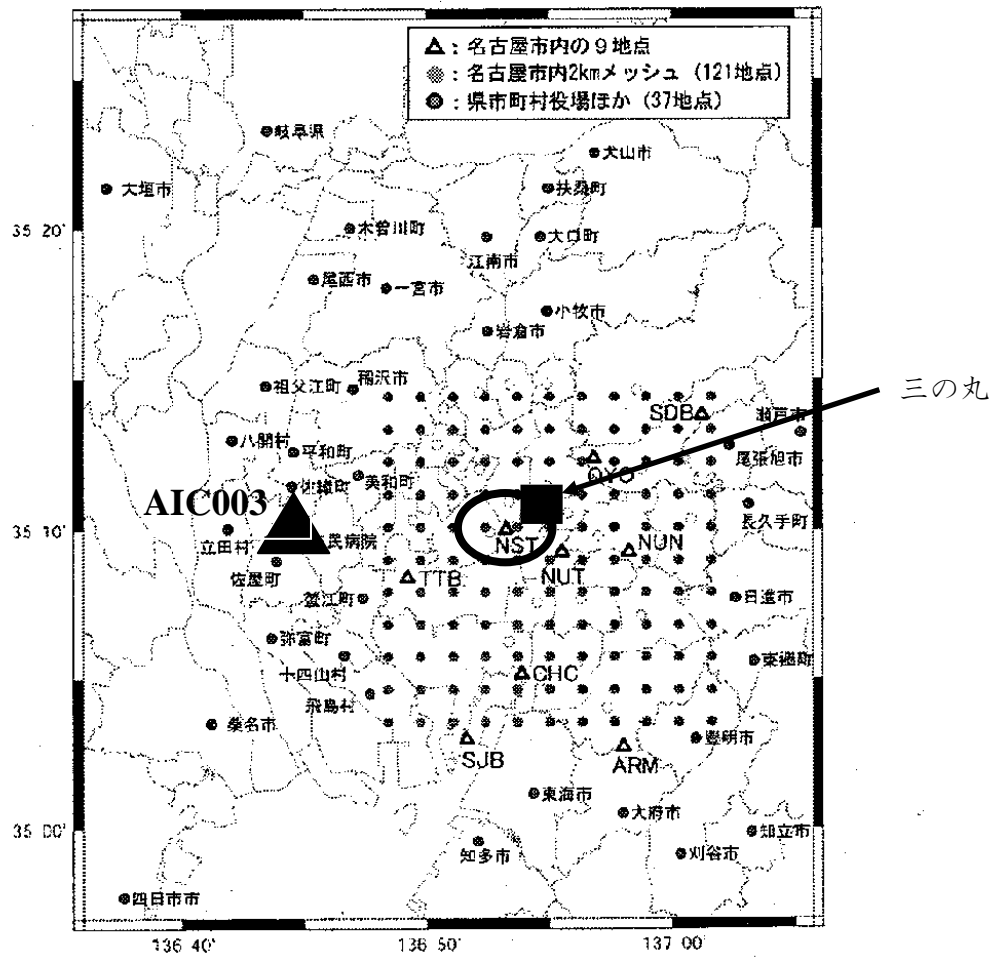 △ : 名古屋市内の9地点
● : 名古屋市内2kmメッシュ (121地点)
● : 県市町村役場ほか (37地点)
岐阜県
犬山市
大垣市
扶桑町
35 20'
木曽川町
大口町
江南市
尾西市
一宮市
小牧市
岩倉市
祖父江町
稲沢市
三の丸
SDB
瀬戸市
八開村
平和町
尾張旭市
佐織町
美和町
OYC
AIC003
長久手町
35 10'
立田村
民病院
NST
NUN
佐屋町
TTB
NUT
蟹江町
日進市
弥富町
十四山村
東郷町
CHC
飛島村
桑名市
豊明市
SJB
ARM
東海市
大府市
35 00'
知立市
知多市
刈谷市
四日市市
136 40'
136 50'
137 00'